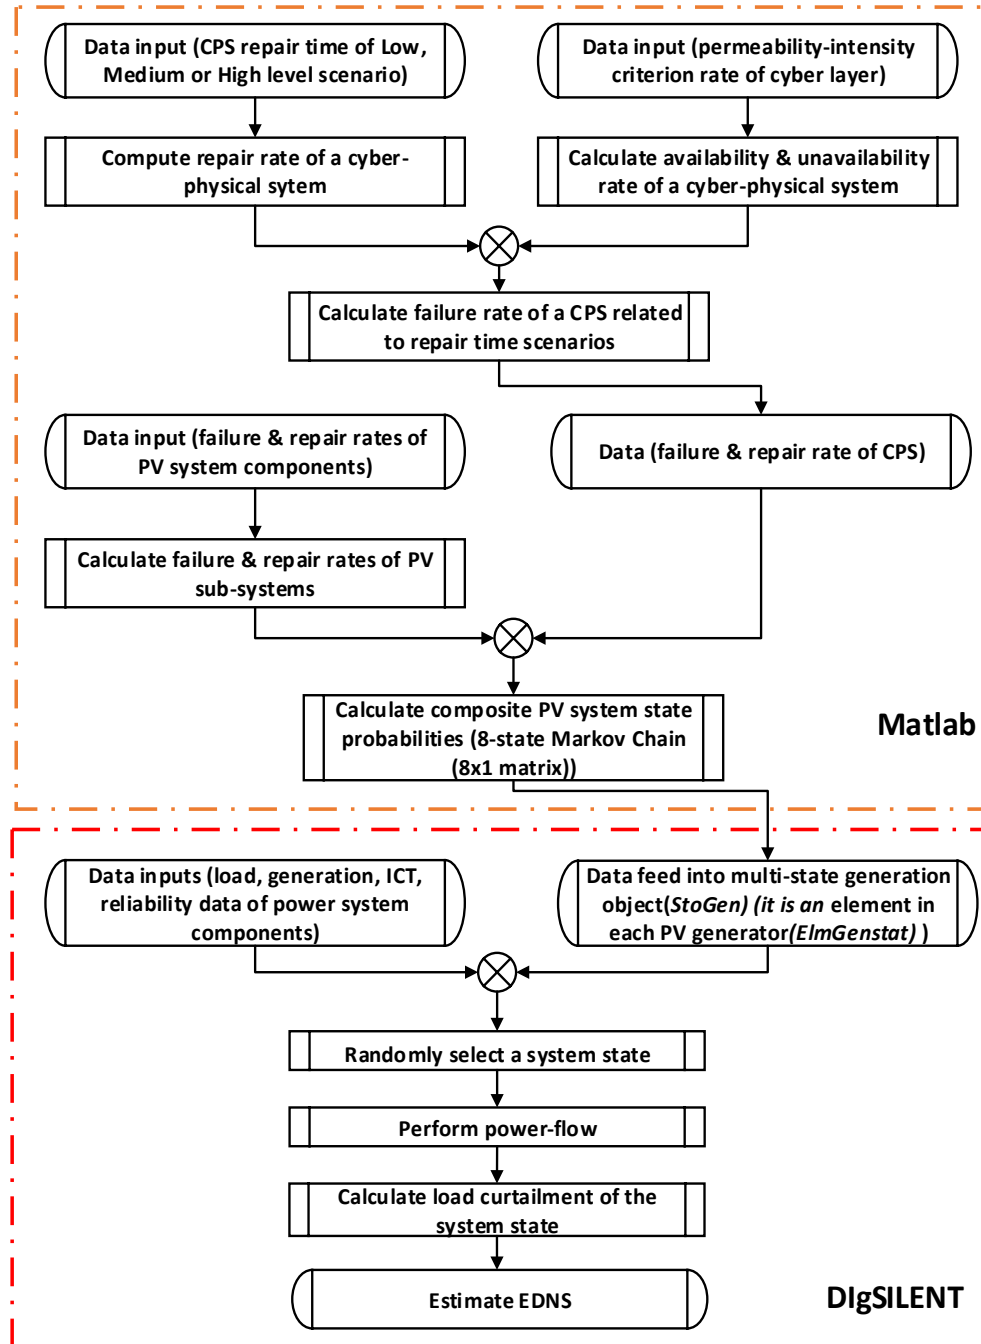 Data input (CPS repair time of Low,
Medium or High level scenario)
Data input (permeability-intensity
criterion rate of cyber layer)
Compute repair rate of a cyber-
physical sytem
Calculate availability & unavailability
rate of a cyber-physical system
Calculate failure rate of a CPS related
to repair time scenarios
Data input (failure & repair rates of
PV system components)
Data (failure & repair rate of CPS)
Calculate failure & repair rates of PV
sub-systems
Calculate composite PV system state
probabilities (8-state Markov Chain
(8x1 matrix))
Matlab
Data inputs (load, generation, ICT,
reliability data of power system
components)
Data feed into multi-state generation
object(StoGen) (it is an element in
each PV generator(ElmGenstat) )
Randomly select a system state
Perform power-flow
Calculate load curtailment of the
system state
Estimate EDNS
DIgSILENT